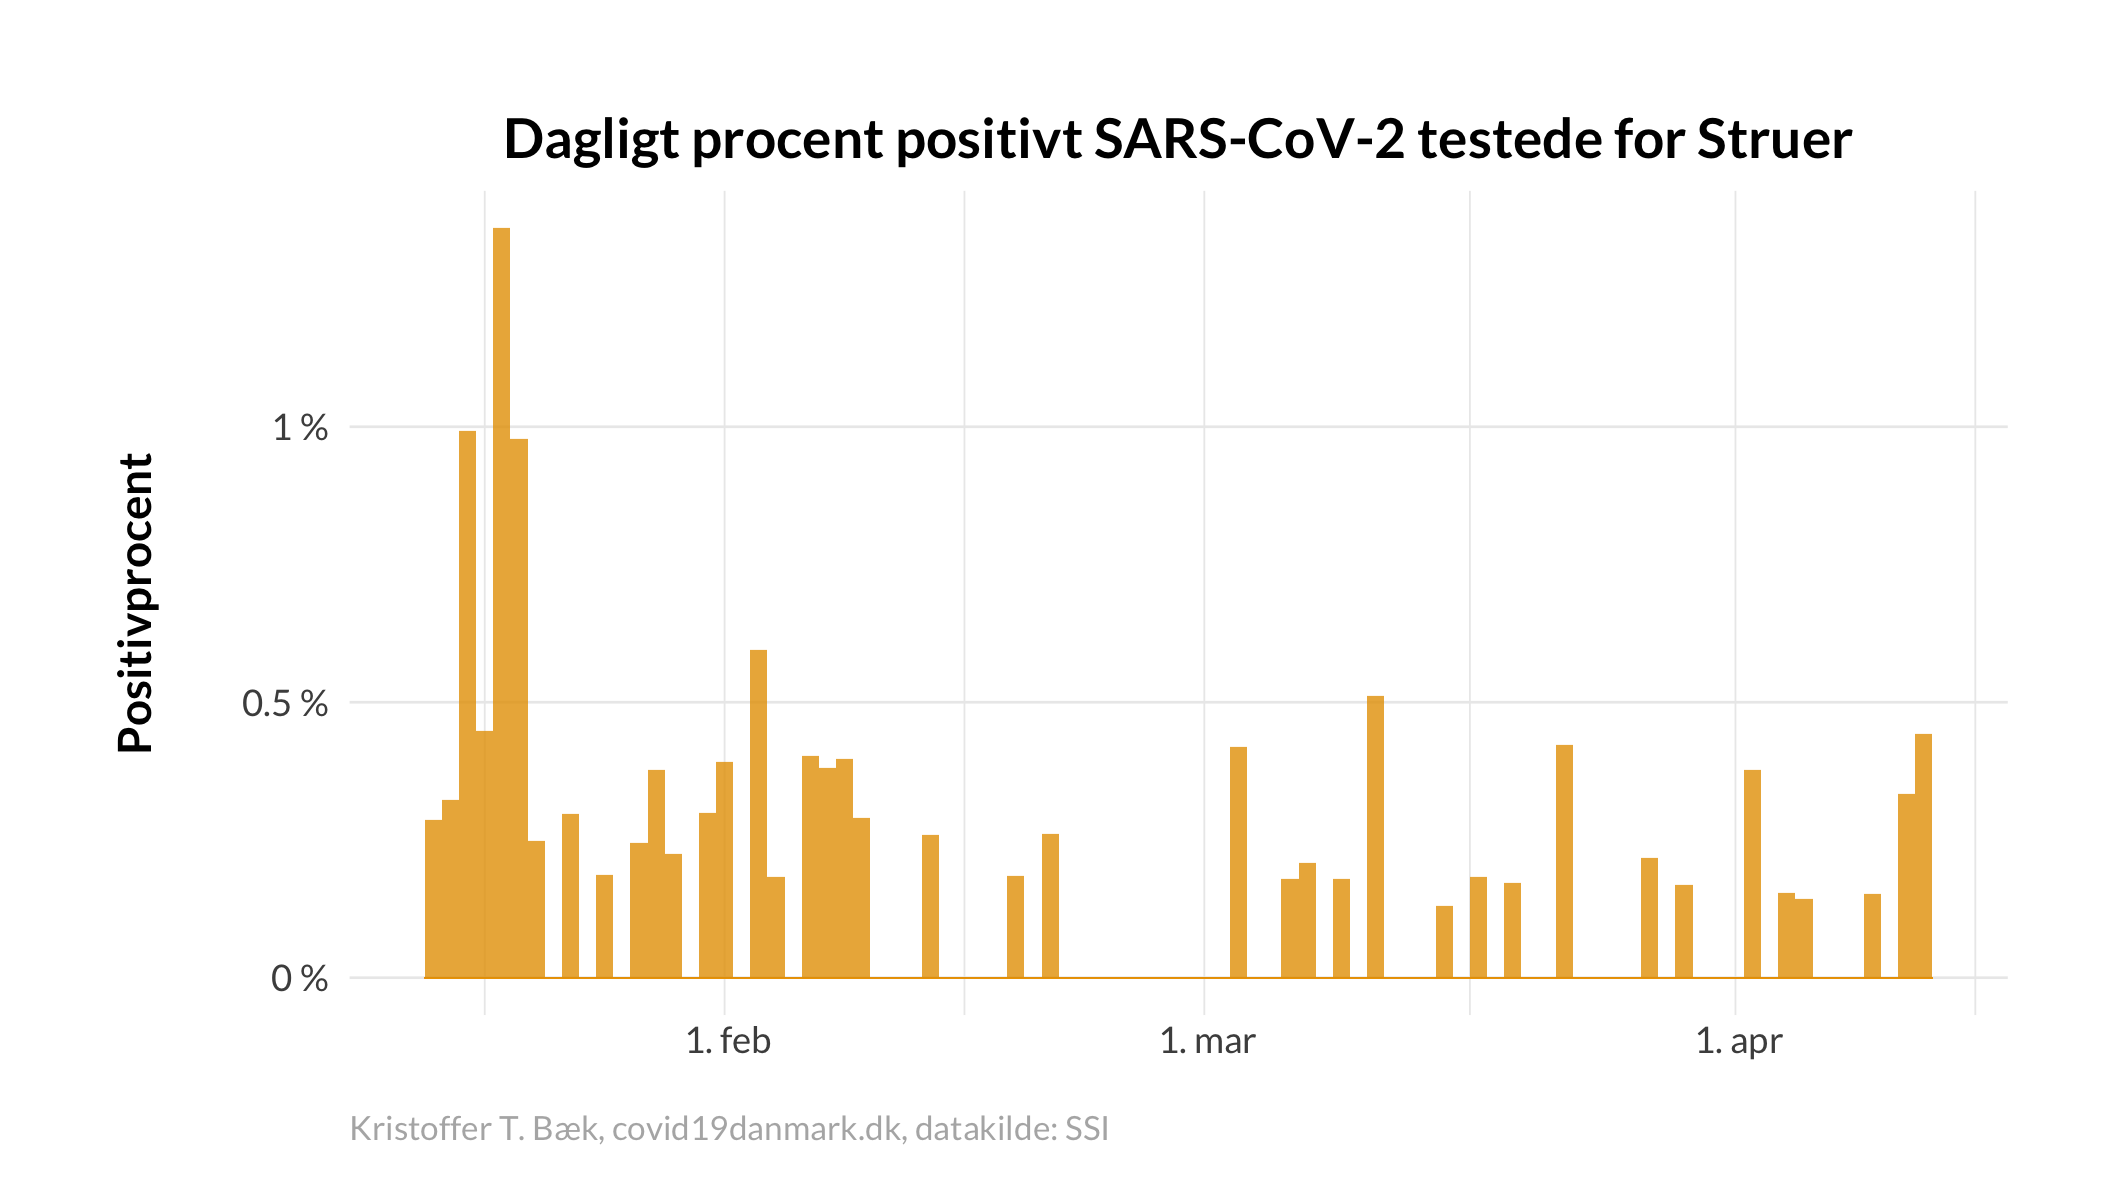 Dagligt procent positivt SARS-CoV-2 testede for Struer
Positivprocent
1 %
0.5 %
0 %
1. feb
1. mar
1. apr
Kristoffer T. Bæk, covid19danmark.dk, datakilde: SSI